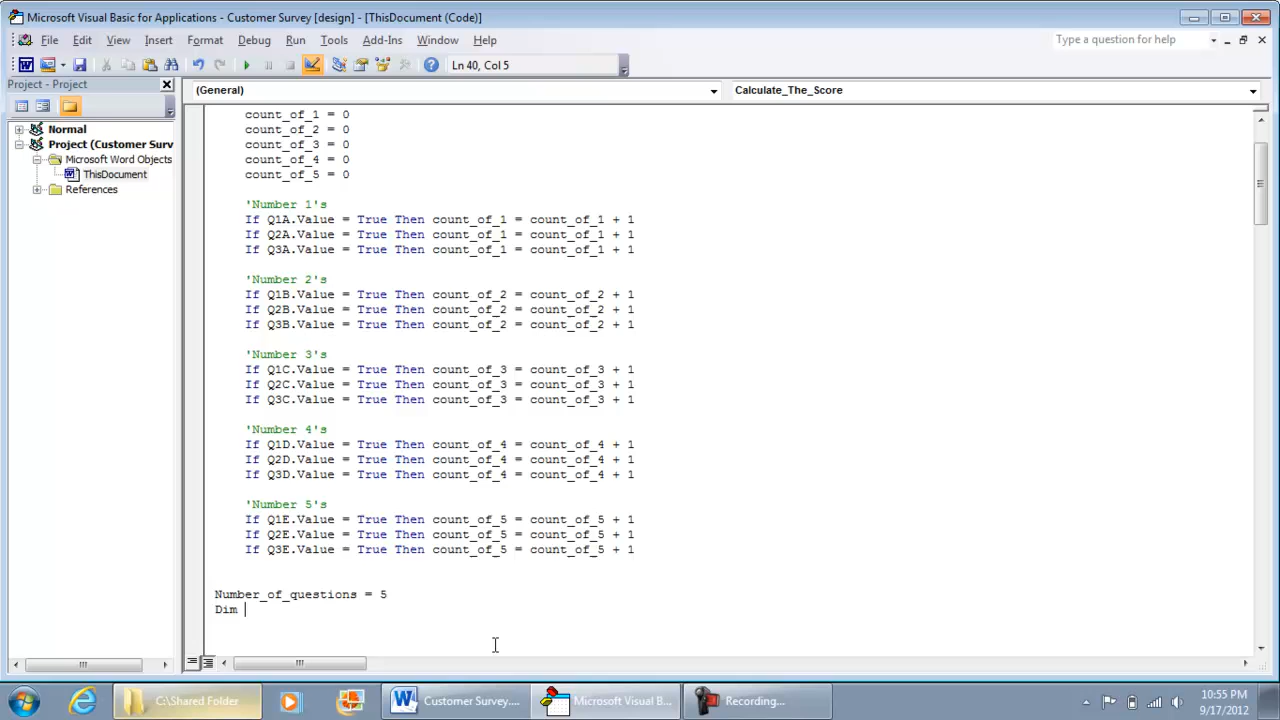 Microsoft Visual Basic for Applications - Customer Survey [design] - [ThisDocument (Code)]
File Edit View Insert Format Debug Run Tools Add-Ins Window Help Type a question for help
Ln 40, Col 5
Project - Project
(General) Calculate_The_Score
Normal
Project (Customer Surv
Microsoft Word Objects
ThisDocument
References
count_of_1 = 0
count_of_2 = 0
count_of_3 = 0
count_of_4 = 0
count_of_5 = 0
'Number 1's
If Q1A.Value = True Then count_of_1 = count_of_1 + 1
If Q2A.Value = True Then count_of_1 = count_of_1 + 1
If Q3A.Value = True Then count_of_1 = count_of_1 + 1
'Number 2's
If Q1B.Value = True Then count_of_2 = count_of_2 + 1
If Q2B.Value = True Then count_of_2 = count_of_2 + 1
If Q3B.Value = True Then count_of_2 = count_of_2 + 1
'Number 3's
If Q1C.Value = True Then count_of_3 = count_of_3 + 1
If Q2C.Value = True Then count_of_3 = count_of_3 + 1
If Q3C.Value = True Then count_of_3 = count_of_3 + 1
'Number 4's
If Q1D.Value = True Then count_of_4 = count_of_4 + 1
If Q2D.Value = True Then count_of_4 = count_of_4 + 1
If Q3D.Value = True Then count_of_4 = count_of_4 + 1
'Number 5's
If Q1E.Value = True Then count_of_5 = count_of_5 + 1
If Q2E.Value = True Then count_of_5 = count_of_5 + 1
If Q3E.Value = True Then count_of_5 = count_of_5 + 1
Number_of_questions = 5
Dim
C:\Shared Folder
Customer Survey....
Microsoft Visual B...
Recording...
10:55 PM
9/17/2012